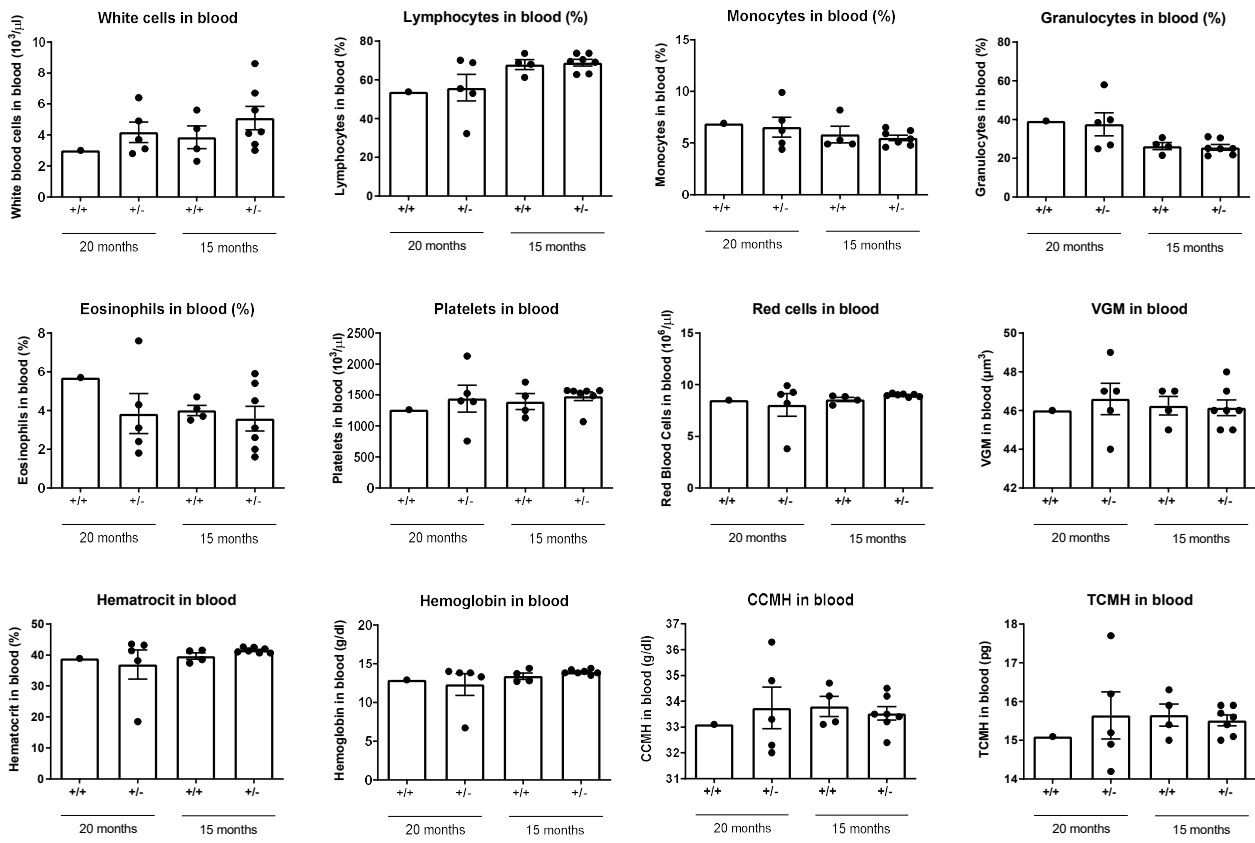 White cells in blood
White blood cells in blood (10³/µl)
10
8
6
4
2
0
+/+ +/- +/+ +/-
20 months 15 months
Lymphocytes in blood (%)
Lymphocytes in blood (%)
80
60
40
20
0
+/+ +/- +/+ +/-
20 months 15 months
Monocytes in blood (%)
Monocytes in blood (%)
15
10
5
0
+/+ +/- +/+ +/-
20 months 15 months
Granulocytes in blood (%)
Granulocytes in blood (%)
80
60
40
20
0
+/+ +/- +/+ +/-
20 months 15 months
Eosinophils in blood (%)
Eosinophils in blood (%)
8
6
4
2
0
+/+ +/- +/+ +/-
20 months 15 months
Platelets in blood
Platelets in blood (10³/µl)
2500
2000
1500
1000
500
0
+/+ +/- +/+ +/-
20 months 15 months
Red cells in blood
Red Blood Cells in blood (10⁶/µl)
15
10
5
0
+/+ +/- +/+ +/-
20 months 15 months
VGM in blood
VGM in blood (µm³)
50
48
46
44
42
+/+ +/- +/+ +/-
20 months 15 months
Hematrocit in blood
Hematocrit in blood (%)
50
40
30
20
10
0
+/+ +/- +/+ +/-
20 months 15 months
Hemoglobin in blood
Hemoglobin in blood (g/dl)
20
15
10
5
0
+/+ +/- +/+ +/-
20 months 15 months
CCMH in blood
CCMH in blood (g/dl)
37
36
35
34
33
32
31
+/+ +/- +/+ +/-
20 months 15 months
TCMH in blood
TCMH in blood (pg)
18
17
16
15
14
+/+ +/- +/+ +/-
20 months 15 months